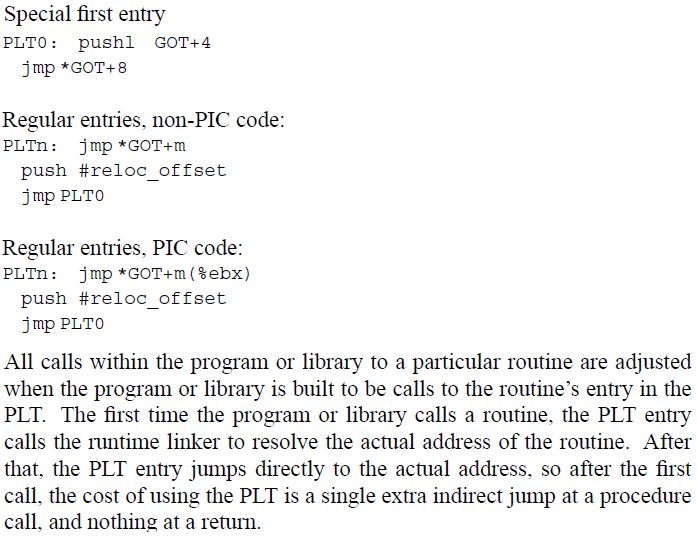 Special first entry
PLT0: pushl GOT+4
jmp *GOT+8
Regular entries, non-PIC code:
PLTn: jmp *GOT+m
push #reloc_offset
jmp PLT0
Regular entries, PIC code:
PLTn: jmp *GOT+m(%ebx)
push #reloc_offset
jmp PLT0
All calls within the program or library to a particular routine are adjusted
when the program or library is built to be calls to the routine’s entry in the
PLT. The first time the program or library calls a routine, the PLT entry
calls the runtime linker to resolve the actual address of the routine. After
that, the PLT entry jumps directly to the actual address, so after the first
call, the cost of using the PLT is a single extra indirect jump at a procedure
call, and nothing at a return.